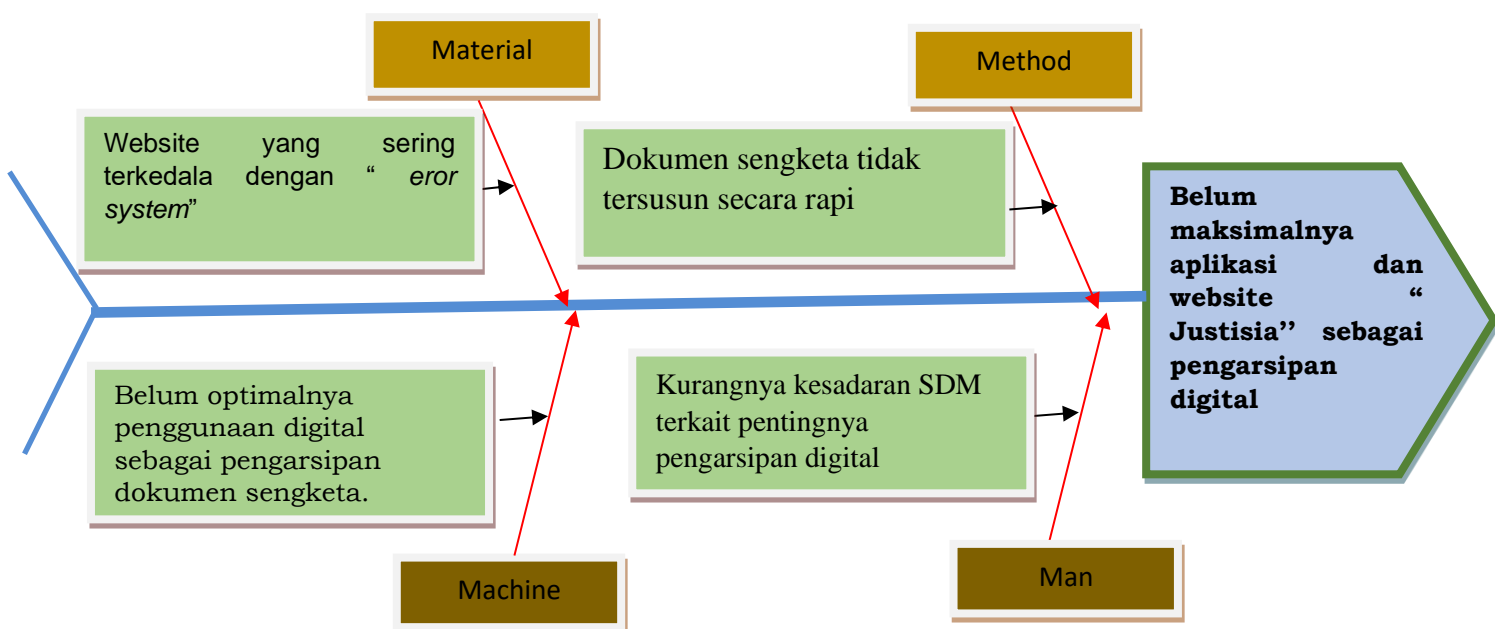 Material
Method
Website yang sering
terkedala dengan “ eror
system”
Dokumen sengketa tidak
tersusun secara rapi
Belum
maksimalnya
aplikasi dan
website “
Justisia’’ sebagai
pengarsipan
digital
Belum optimalnya
penggunaan digital
sebagai pengarsipan
dokumen sengketa.
Kurangnya kesadaran SDM
terkait pentingnya
pengarsipan digital
Machine
Man